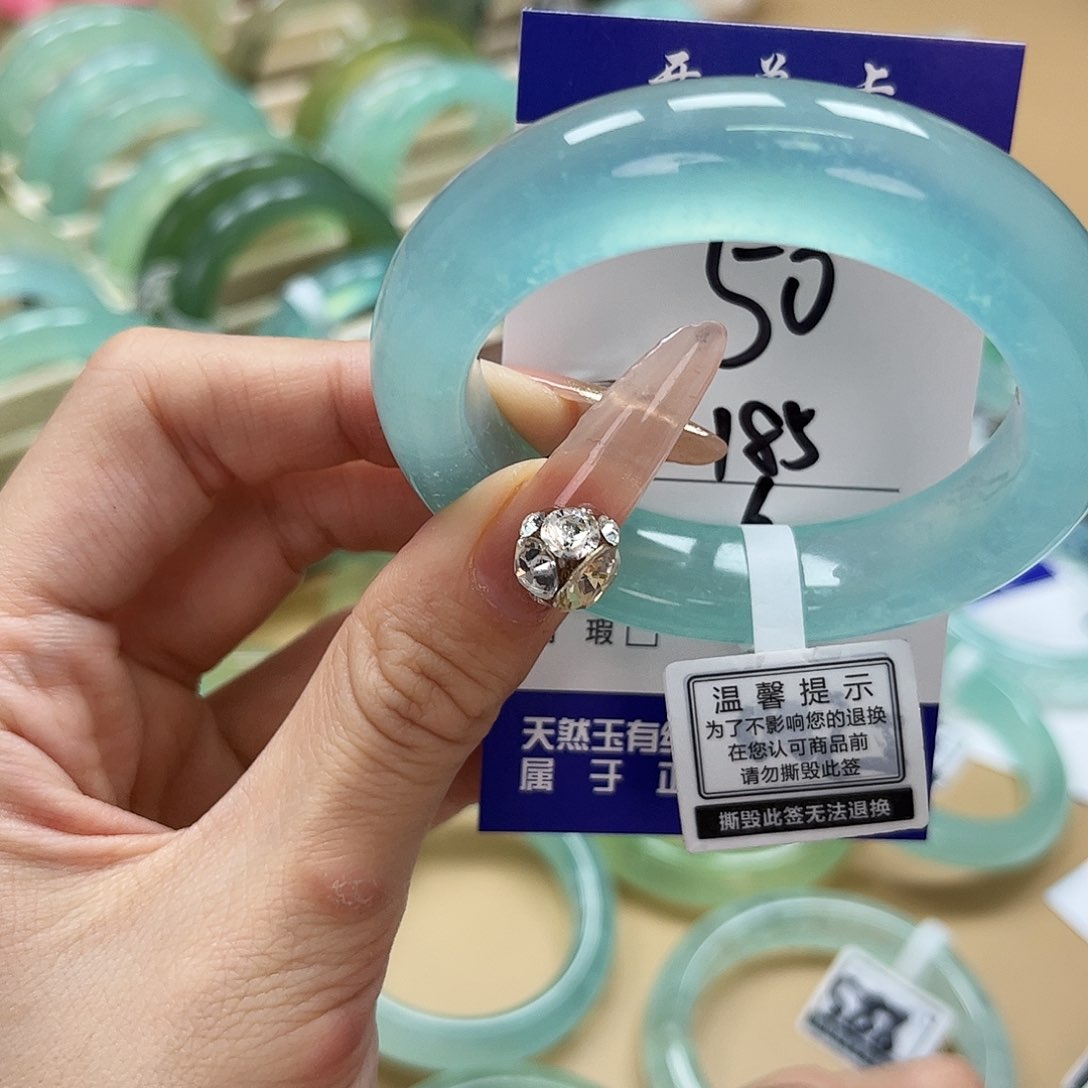 50
185
瑕□
天然玉有
属于正
温馨提示
为了不影响您的退换
在您认可商品前
请勿撕毁此签
撕毁此签无法退换